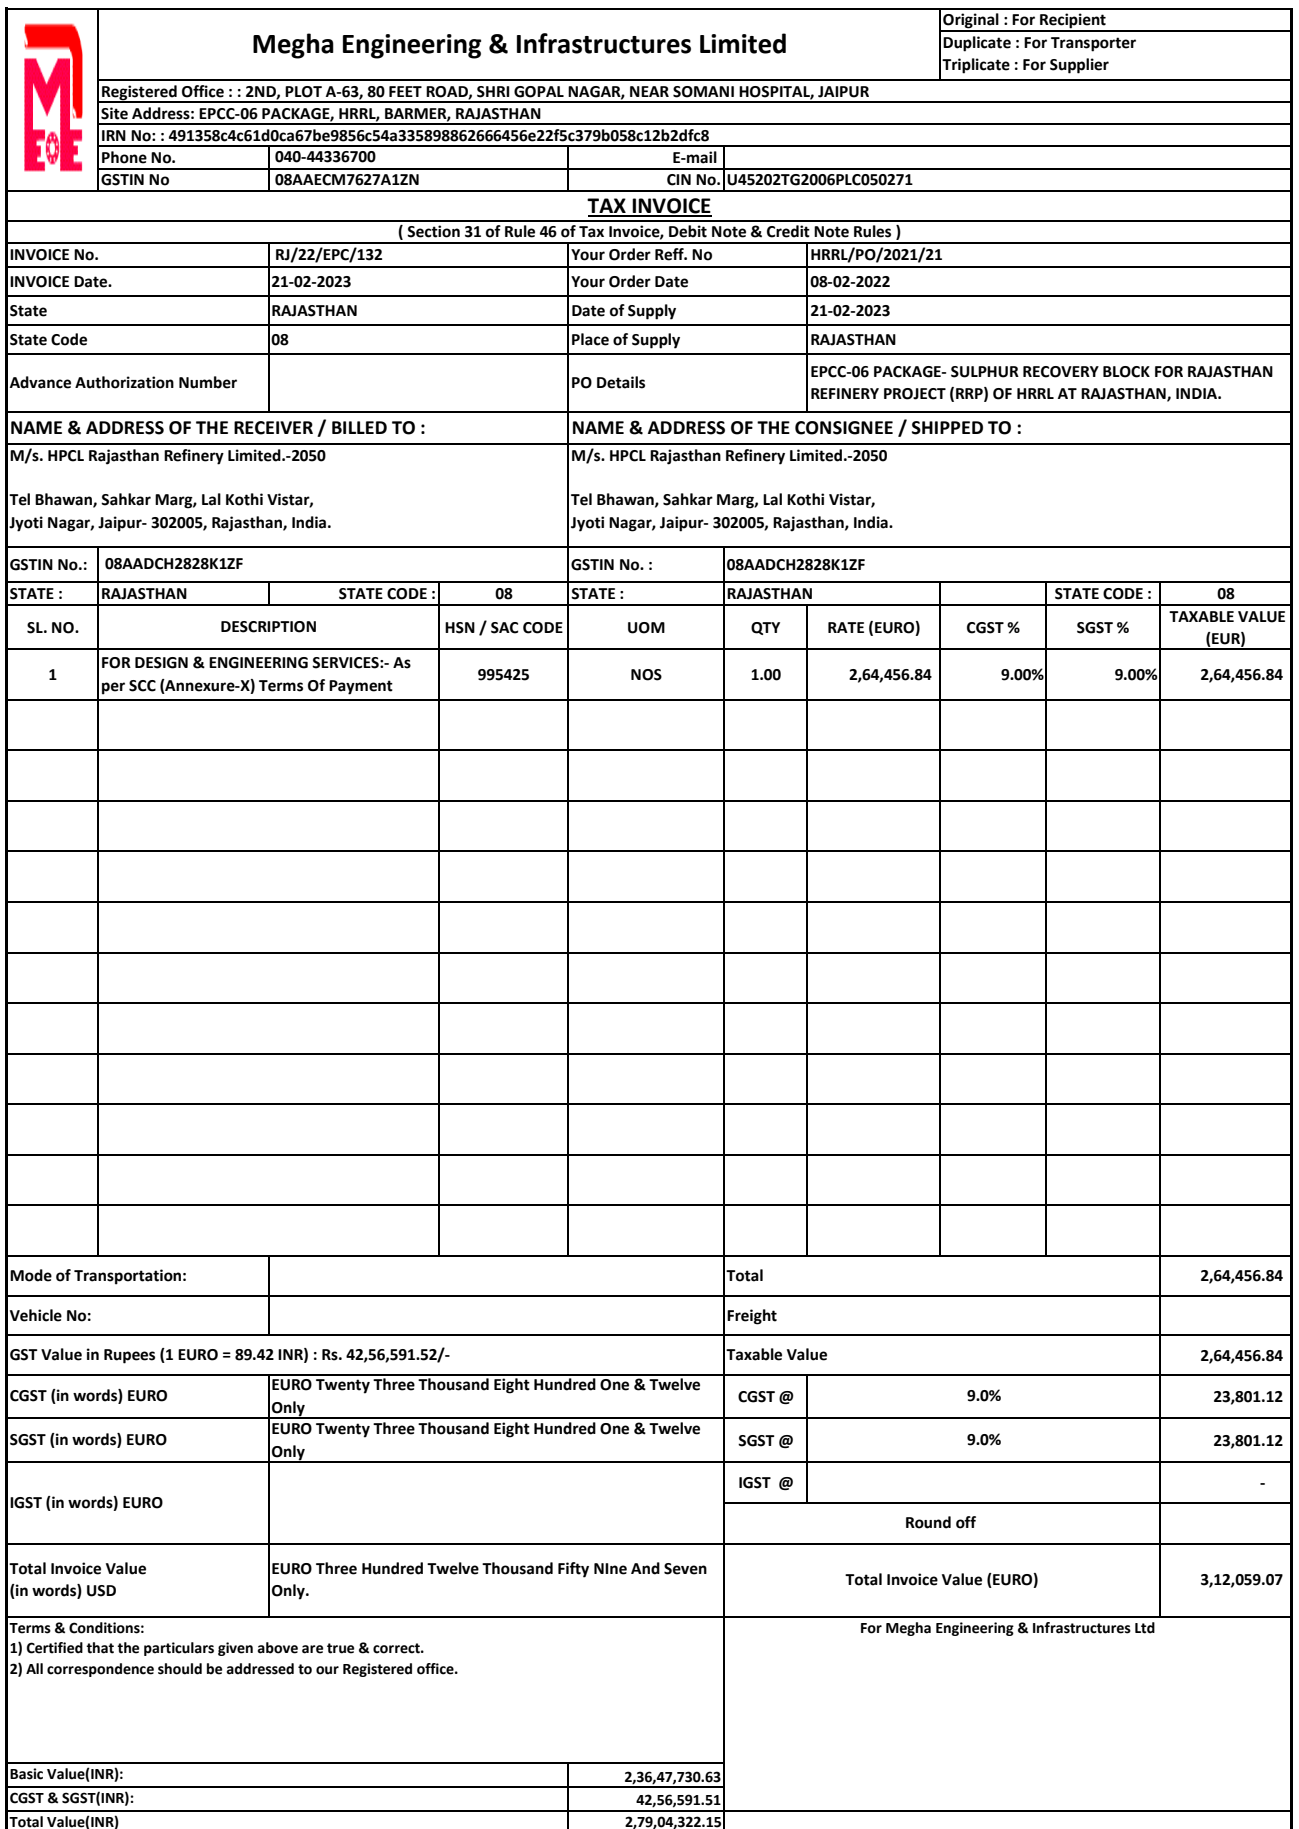 Megha Engineering & Infrastructures Limited
Original : For Recipient
Duplicate : For Transporter
Triplicate : For Supplier
MEOE
Registered Office : : 2ND, PLOT A-63, 80 FEET ROAD, SHRI GOPAL NAGAR, NEAR SOMANI HOSPITAL, JAIPUR
Site Address: EPCC-06 PACKAGE, HRRL, BARMER, RAJASTHAN
IRN No: : 491358c4c61d0ca67be9856c54a335898862666456e22f5c379b058c12b2dfc8
Phone No. 040-44336700 E-mail
GSTIN No 08AAECM7627A1ZN CIN No. U45202TG2006PLC050271
TAX INVOICE
( Section 31 of Rule 46 of Tax Invoice, Debit Note & Credit Note Rules )
INVOICE No. RJ/22/EPC/132 Your Order Reff. No HRRL/PO/2021/21
INVOICE Date. 21-02-2023 Your Order Date 08-02-2022
State RAJASTHAN Date of Supply 21-02-2023
State Code 08 Place of Supply RAJASTHAN
Advance Authorization Number PO Details EPCC-06 PACKAGE- SULPHUR RECOVERY BLOCK FOR RAJASTHAN
REFINERY PROJECT (RRP) OF HRRL AT RAJASTHAN, INDIA.
NAME & ADDRESS OF THE RECEIVER / BILLED TO : NAME & ADDRESS OF THE CONSIGNEE / SHIPPED TO :
M/s. HPCL Rajasthan Refinery Limited.-2050 M/s. HPCL Rajasthan Refinery Limited.-2050
Tel Bhawan, Sahkar Marg, Lal Kothi Vistar, Tel Bhawan, Sahkar Marg, Lal Kothi Vistar,
Jyoti Nagar, Jaipur- 302005, Rajasthan, India. Jyoti Nagar, Jaipur- 302005, Rajasthan, India.
GSTIN No.: 08AADCH2828K1ZF GSTIN No. : 08AADCH2828K1ZF
STATE : RAJASTHAN STATE CODE : 08 STATE : RAJASTHAN STATE CODE : 08
SL. NO. DESCRIPTION HSN / SAC CODE UOM QTY RATE (EURO) CGST % SGST % TAXABLE VALUE
(EUR)
1 FOR DESIGN & ENGINEERING SERVICES:- As
per SCC (Annexure-X) Terms Of Payment 995425 NOS 1.00 2,64,456.84 9.00% 9.00% 2,64,456.84
Mode of Transportation: Total 2,64,456.84
Vehicle No: Freight
GST Value in Rupees (1 EURO = 89.42 INR) : Rs. 42,56,591.52/- Taxable Value 2,64,456.84
CGST (in words) EURO EURO Twenty Three Thousand Eight Hundred One & Twelve
Only CGST @ 9.0% 23,801.12
SGST (in words) EURO EURO Twenty Three Thousand Eight Hundred One & Twelve
Only SGST @ 9.0% 23,801.12
IGST (in words) EURO IGST @ -
Round off
Total Invoice Value
(in words) USD EURO Three Hundred Twelve Thousand Fifty NIne And Seven
Only. Total Invoice Value (EURO) 3,12,059.07
Terms & Conditions: For Megha Engineering & Infrastructures Ltd
1) Certified that the particulars given above are true & correct.
2) All correspondence should be addressed to our Registered office.
Basic Value(INR): 2,36,47,730.63
CGST & SGST(INR): 42,56,591.51
Total Value(INR) 2,79,04,322.15